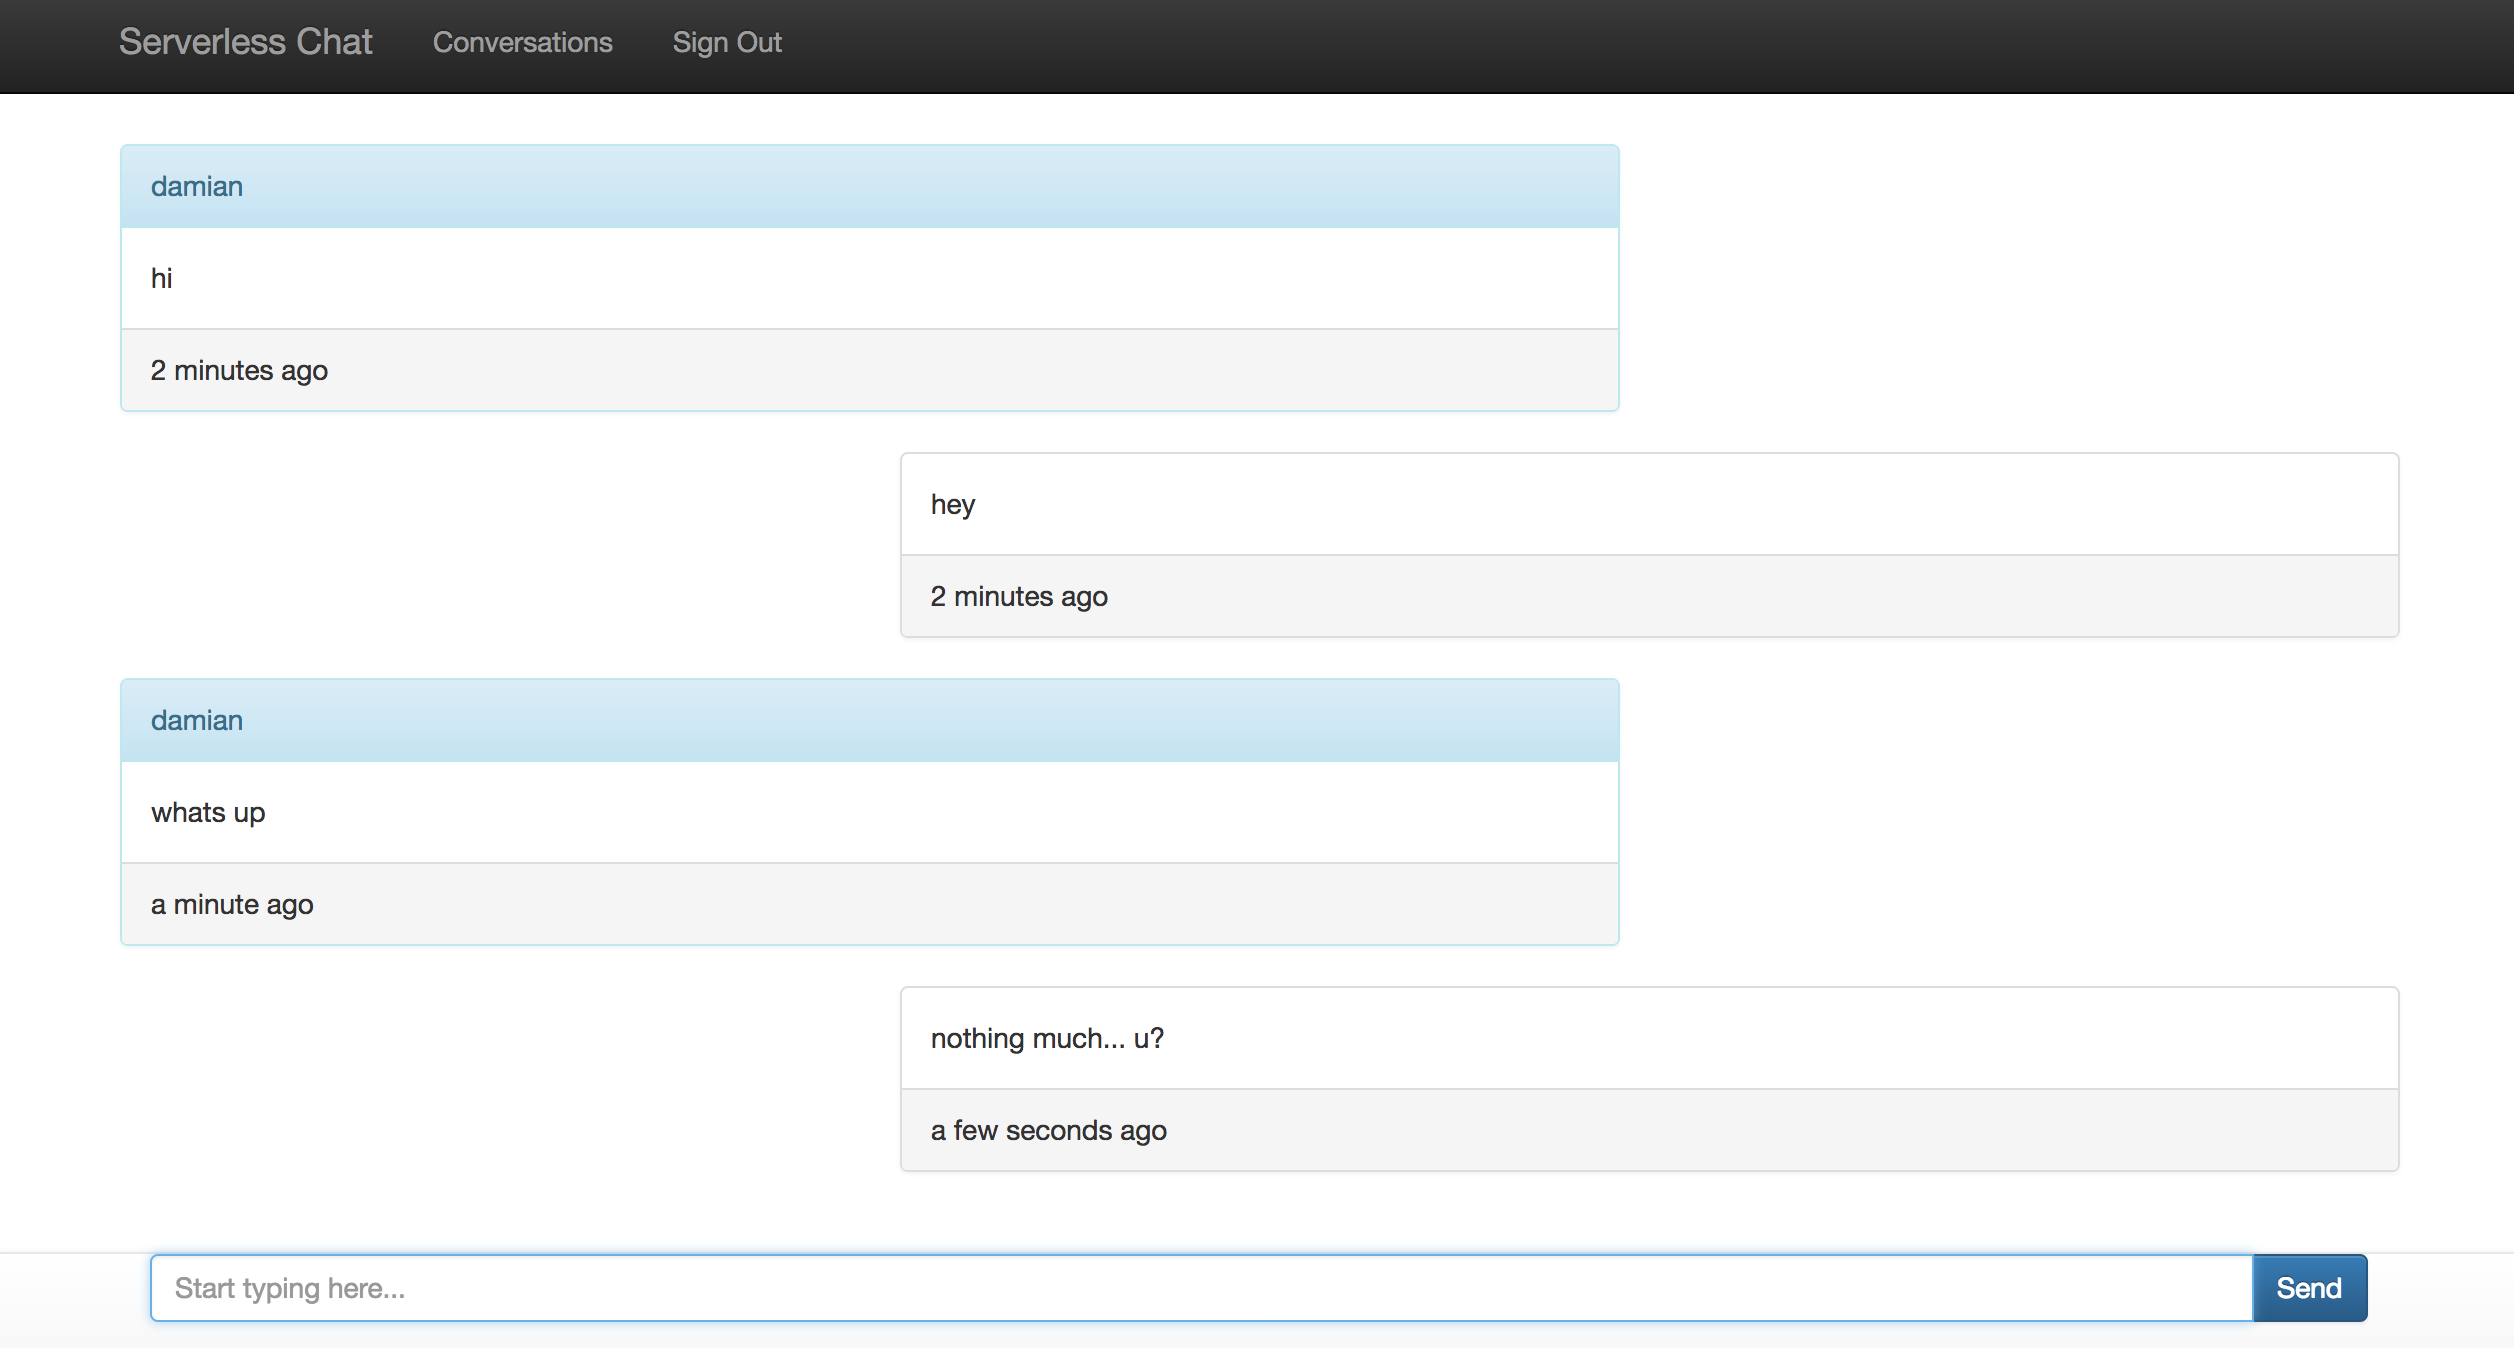 Serverless Chat Conversations Sign Out
damian
hi
2 minutes ago
hey
2 minutes ago
damian
whats up
a minute ago
nothing much... u?
a few seconds ago
Start typing here... Send